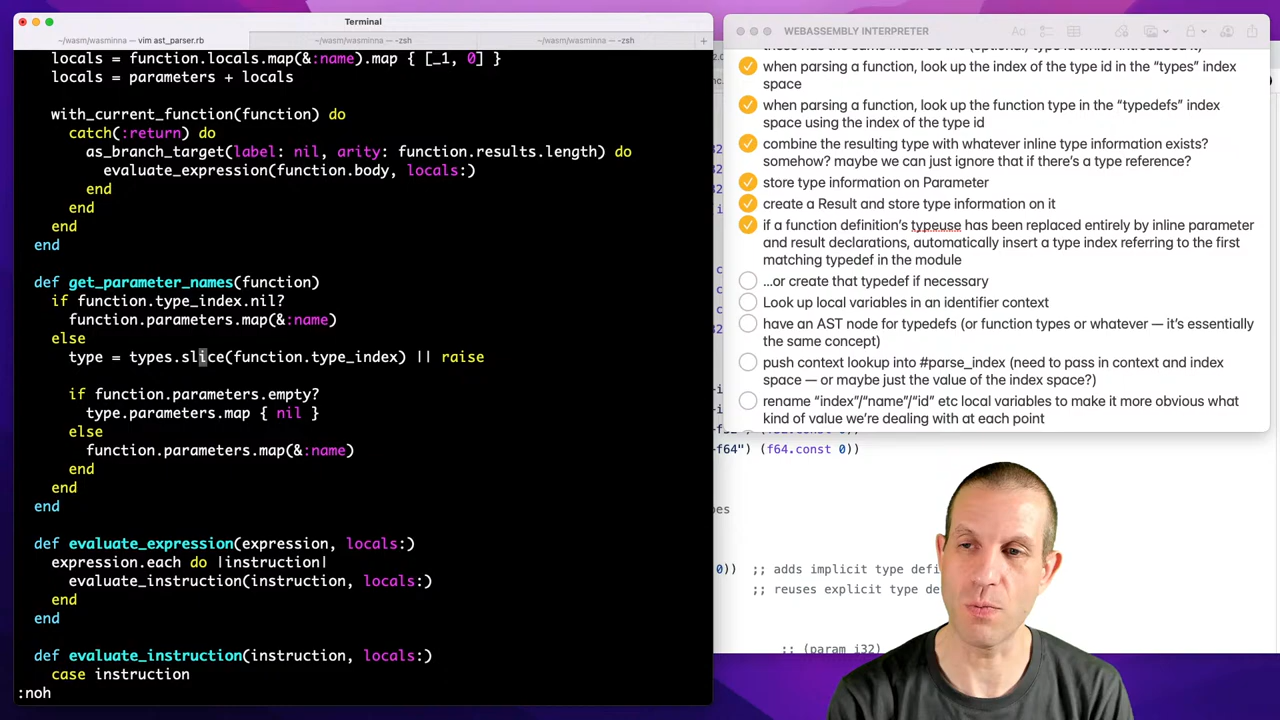 Terminal
~/wasm/wasminna — vim ast_parser.rb
~/wasm/wasminna — -zsh
~/wasm/wasminna — -zsh
+
locals = function.locals.map(&:name).map { [_1, 0] }
locals = parameters + locals
with_current_function(function) do
catch(:return) do
as_branch_target(label: nil, arity: function.results.length) do
evaluate_expression(function.body, locals:)
end
end
end
end
def get_parameter_names(function)
if function.type_index.nil?
function.parameters.map(&:name)
else
type = types.slice(function.type_index) || raise
if function.parameters.empty?
type.parameters.map { nil }
else
function.parameters.map(&:name)
end
end
end
def evaluate_expression(expression, locals:)
expression.each do |instruction|
evaluate_instruction(instruction, locals:)
end
end
def evaluate_instruction(instruction, locals:)
case instruction
:noh
WEBASSEMBLY INTERPRETER
when parsing a function, look up the index of the type id in the “types” index
space
when parsing a function, look up the function type in the “typedefs” index
space using the index of the type id
combine the resulting type with whatever inline type information exists?
somehow? maybe we can just ignore that if there’s a type reference?
store type information on Parameter
create a Result and store type information on it
if a function definition’s typeuse has been replaced entirely by inline parameter
and result declarations, automatically insert a type index referring to the first
matching typedef in the module
…or create that typedef if necessary
Look up local variables in an identifier context
have an AST node for typedefs (or function types or whatever — it’s essentially
the same concept)
push context lookup into #parse_index (need to pass in context and index
space — or maybe just the value of the index space?)
rename “index”/“name”/“id” etc local variables to make it more obvious what
kind of value we’re dealing with at each point
-f64") (f64.const 0))
pes
0)) ;; adds implicit type defi
;; reuses explicit type de
;; (param i32)